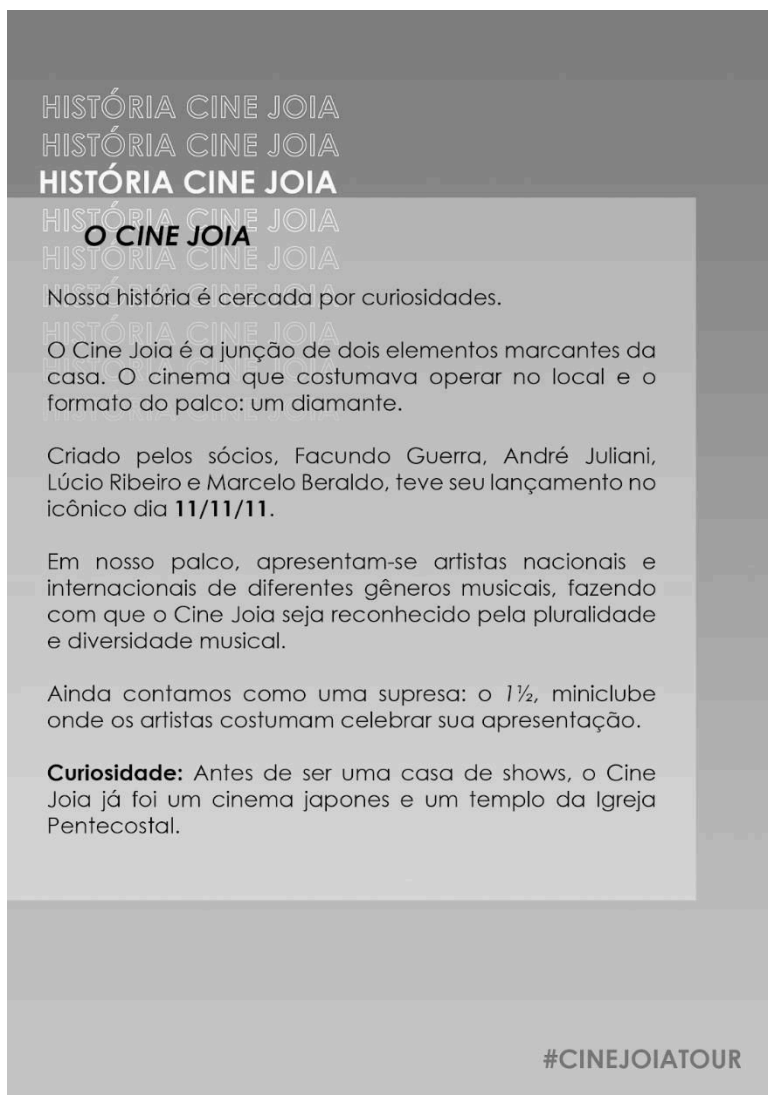 HISTÓRIA CINE JOIA
HISTÓRIA CINE JOIA
HISTÓRIA CINE JOIA
HISTÓRIA CINE JOIA
O CINE JOIA
HISTÓRIA CINE JOIA
HISTÓRIA CINE JOIA
Nossa história é cercada por curiosidades.
HISTÓRIA CINE JOIA
O Cine Joia é a junção de dois elementos marcantes da
casa. O cinema que costumava operar no local e o
formato do palco: um diamante.
Criado pelos sócios, Facundo Guerra, André Juliani,
Lúcio Ribeiro e Marcelo Beraldo, teve seu lançamento no
icônico dia 11/11/11.
Em nosso palco, apresentam-se artistas nacionais e
internacionais de diferentes gêneros musicais, fazendo
com que o Cine Joia seja reconhecido pela pluralidade
e diversidade musical.
Ainda contamos como uma supresa: o 1½, miniclube
onde os artistas costumam celebrar sua apresentação.
Curiosidade: Antes de ser uma casa de shows, o Cine
Joia já foi um cinema japones e um templo da Igreja
Pentecostal.
#CINEJOIATOUR